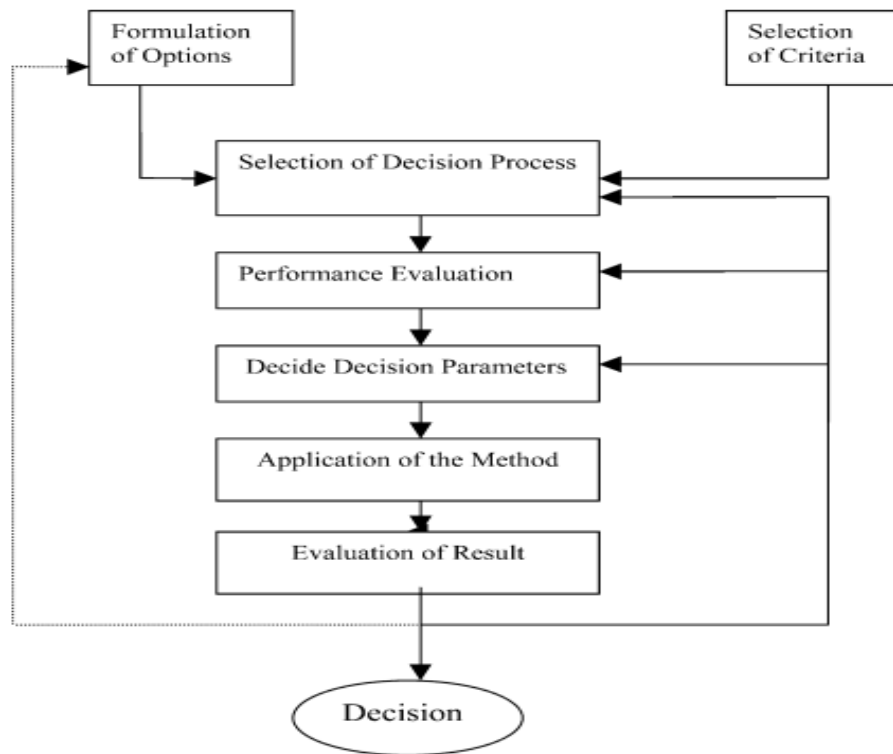 Formulation
of Options
Selection
of Criteria
Selection of Decision Process
Performance Evaluation
Decide Decision Parameters
Application of the Method
Evaluation of Result
Decision